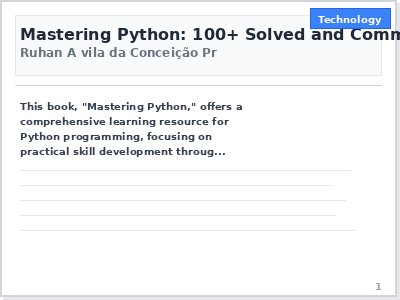 Technology
Mastering Python: 100+ Solved and Comm
Ruhan A vila da Conceição Pr
This book, "Mastering Python," offers a
comprehensive learning resource for
Python programming, focusing on
practical skill development throug...
1